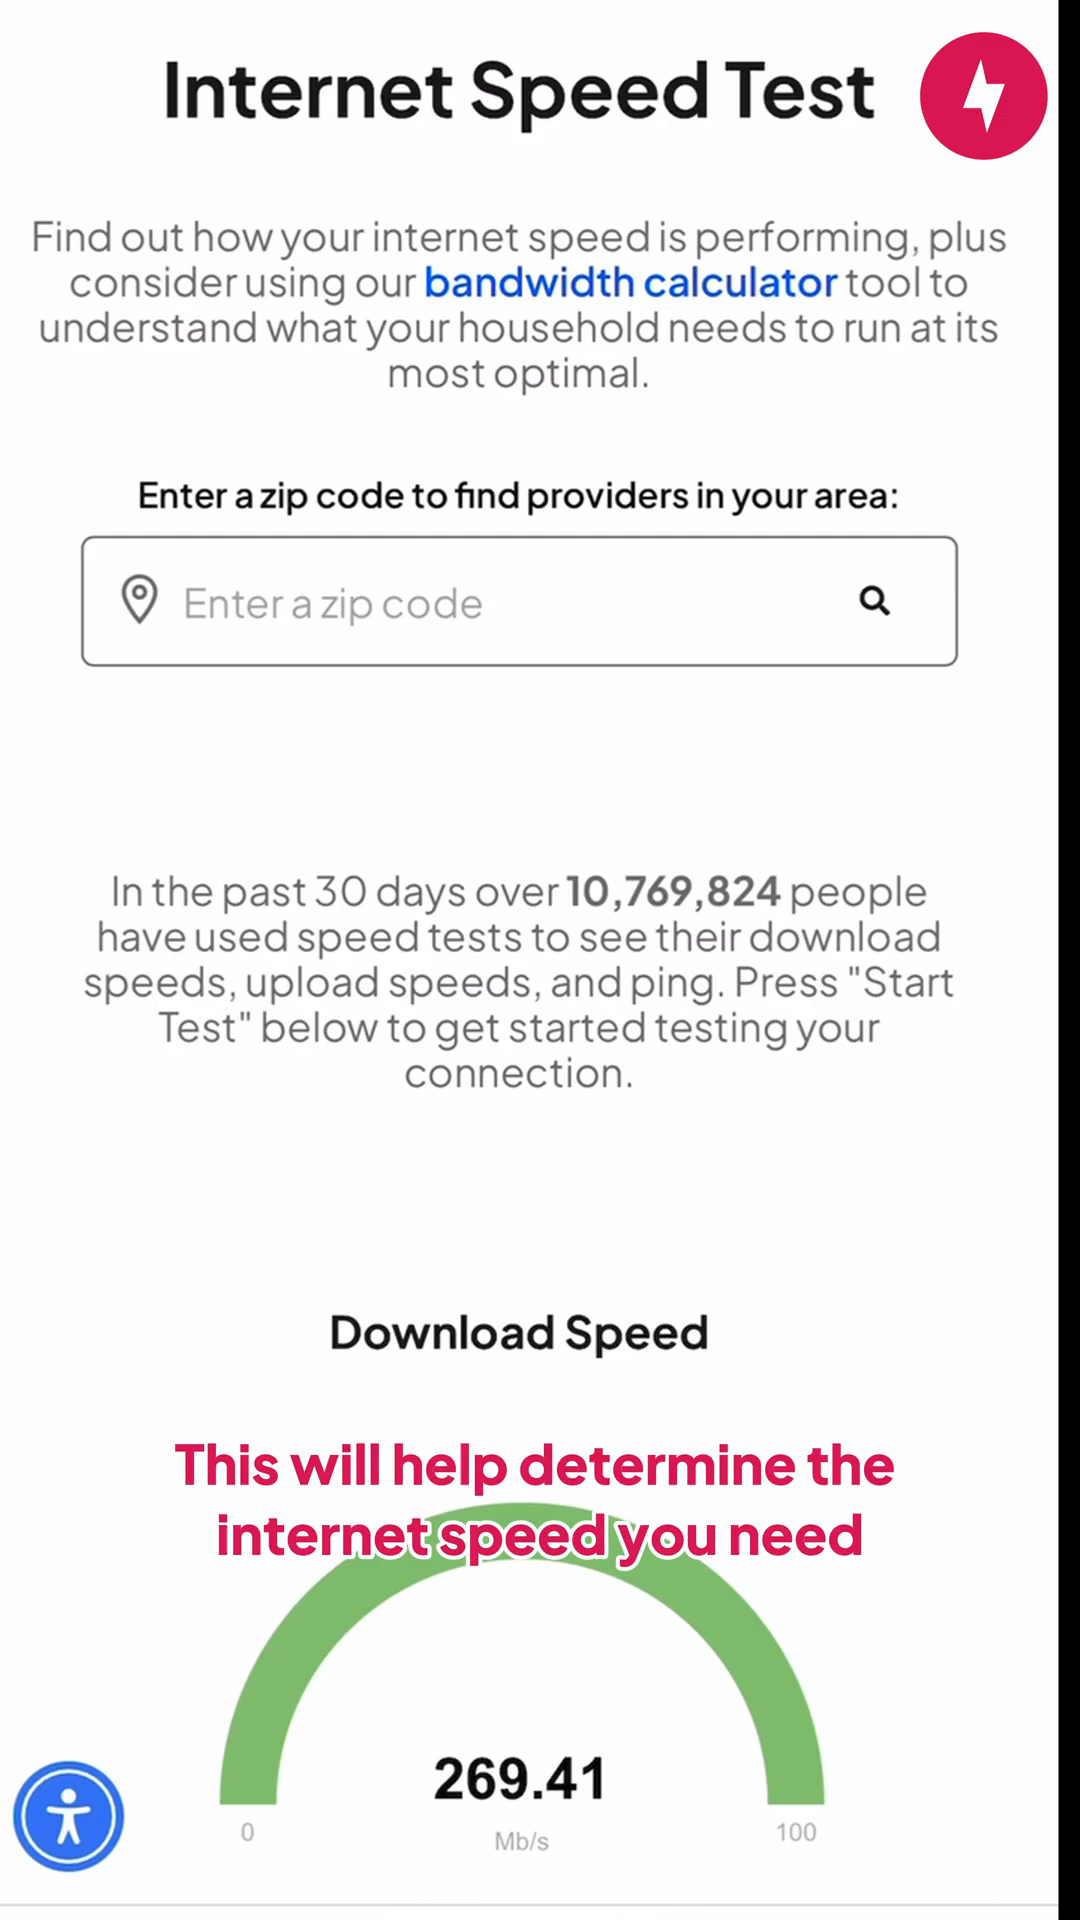 Internet Speed Test
Find out how your internet speed is performing, plus
consider using our bandwidth calculator tool to
understand what your household needs to run at its
most optimal.
Enter a zip code to find providers in your area:
Enter a zip code
In the past 30 days over 10,769,824 people
have used speed tests to see their download
speeds, upload speeds, and ping. Press "Start
Test" below to get started testing your
connection.
Download Speed
This will help determine the
internet speed you need
269.41
0
Mb/s
100